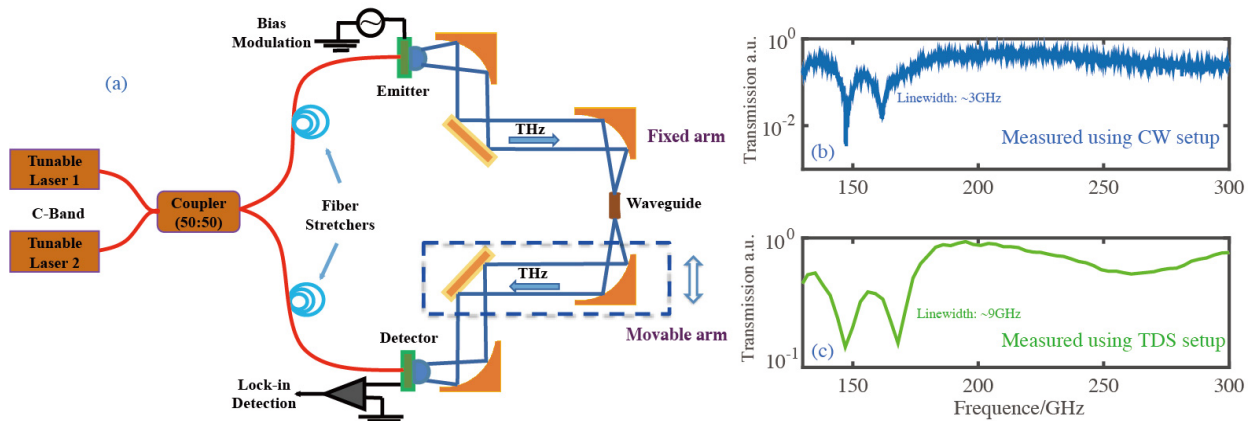 (a)
Bias
Modulation
Emitter
THz
Fixed arm
Tunable
Laser 1
C-Band
Tunable
Laser 2
Coupler
(50:50)
Fiber
Stretchers
Waveguide
THz
Movable arm
Detector
Lock-in
Detection
Transmission a.u.
10^0
10^-2
Linewidth: ~3GHz
(b)
Measured using CW setup
150
200
250
300
Transmission a.u.
10^0
10^-1
Linewidth: ~9GHz
(c)
Measured using TDS setup
150
200
250
300
Frequence/GHz